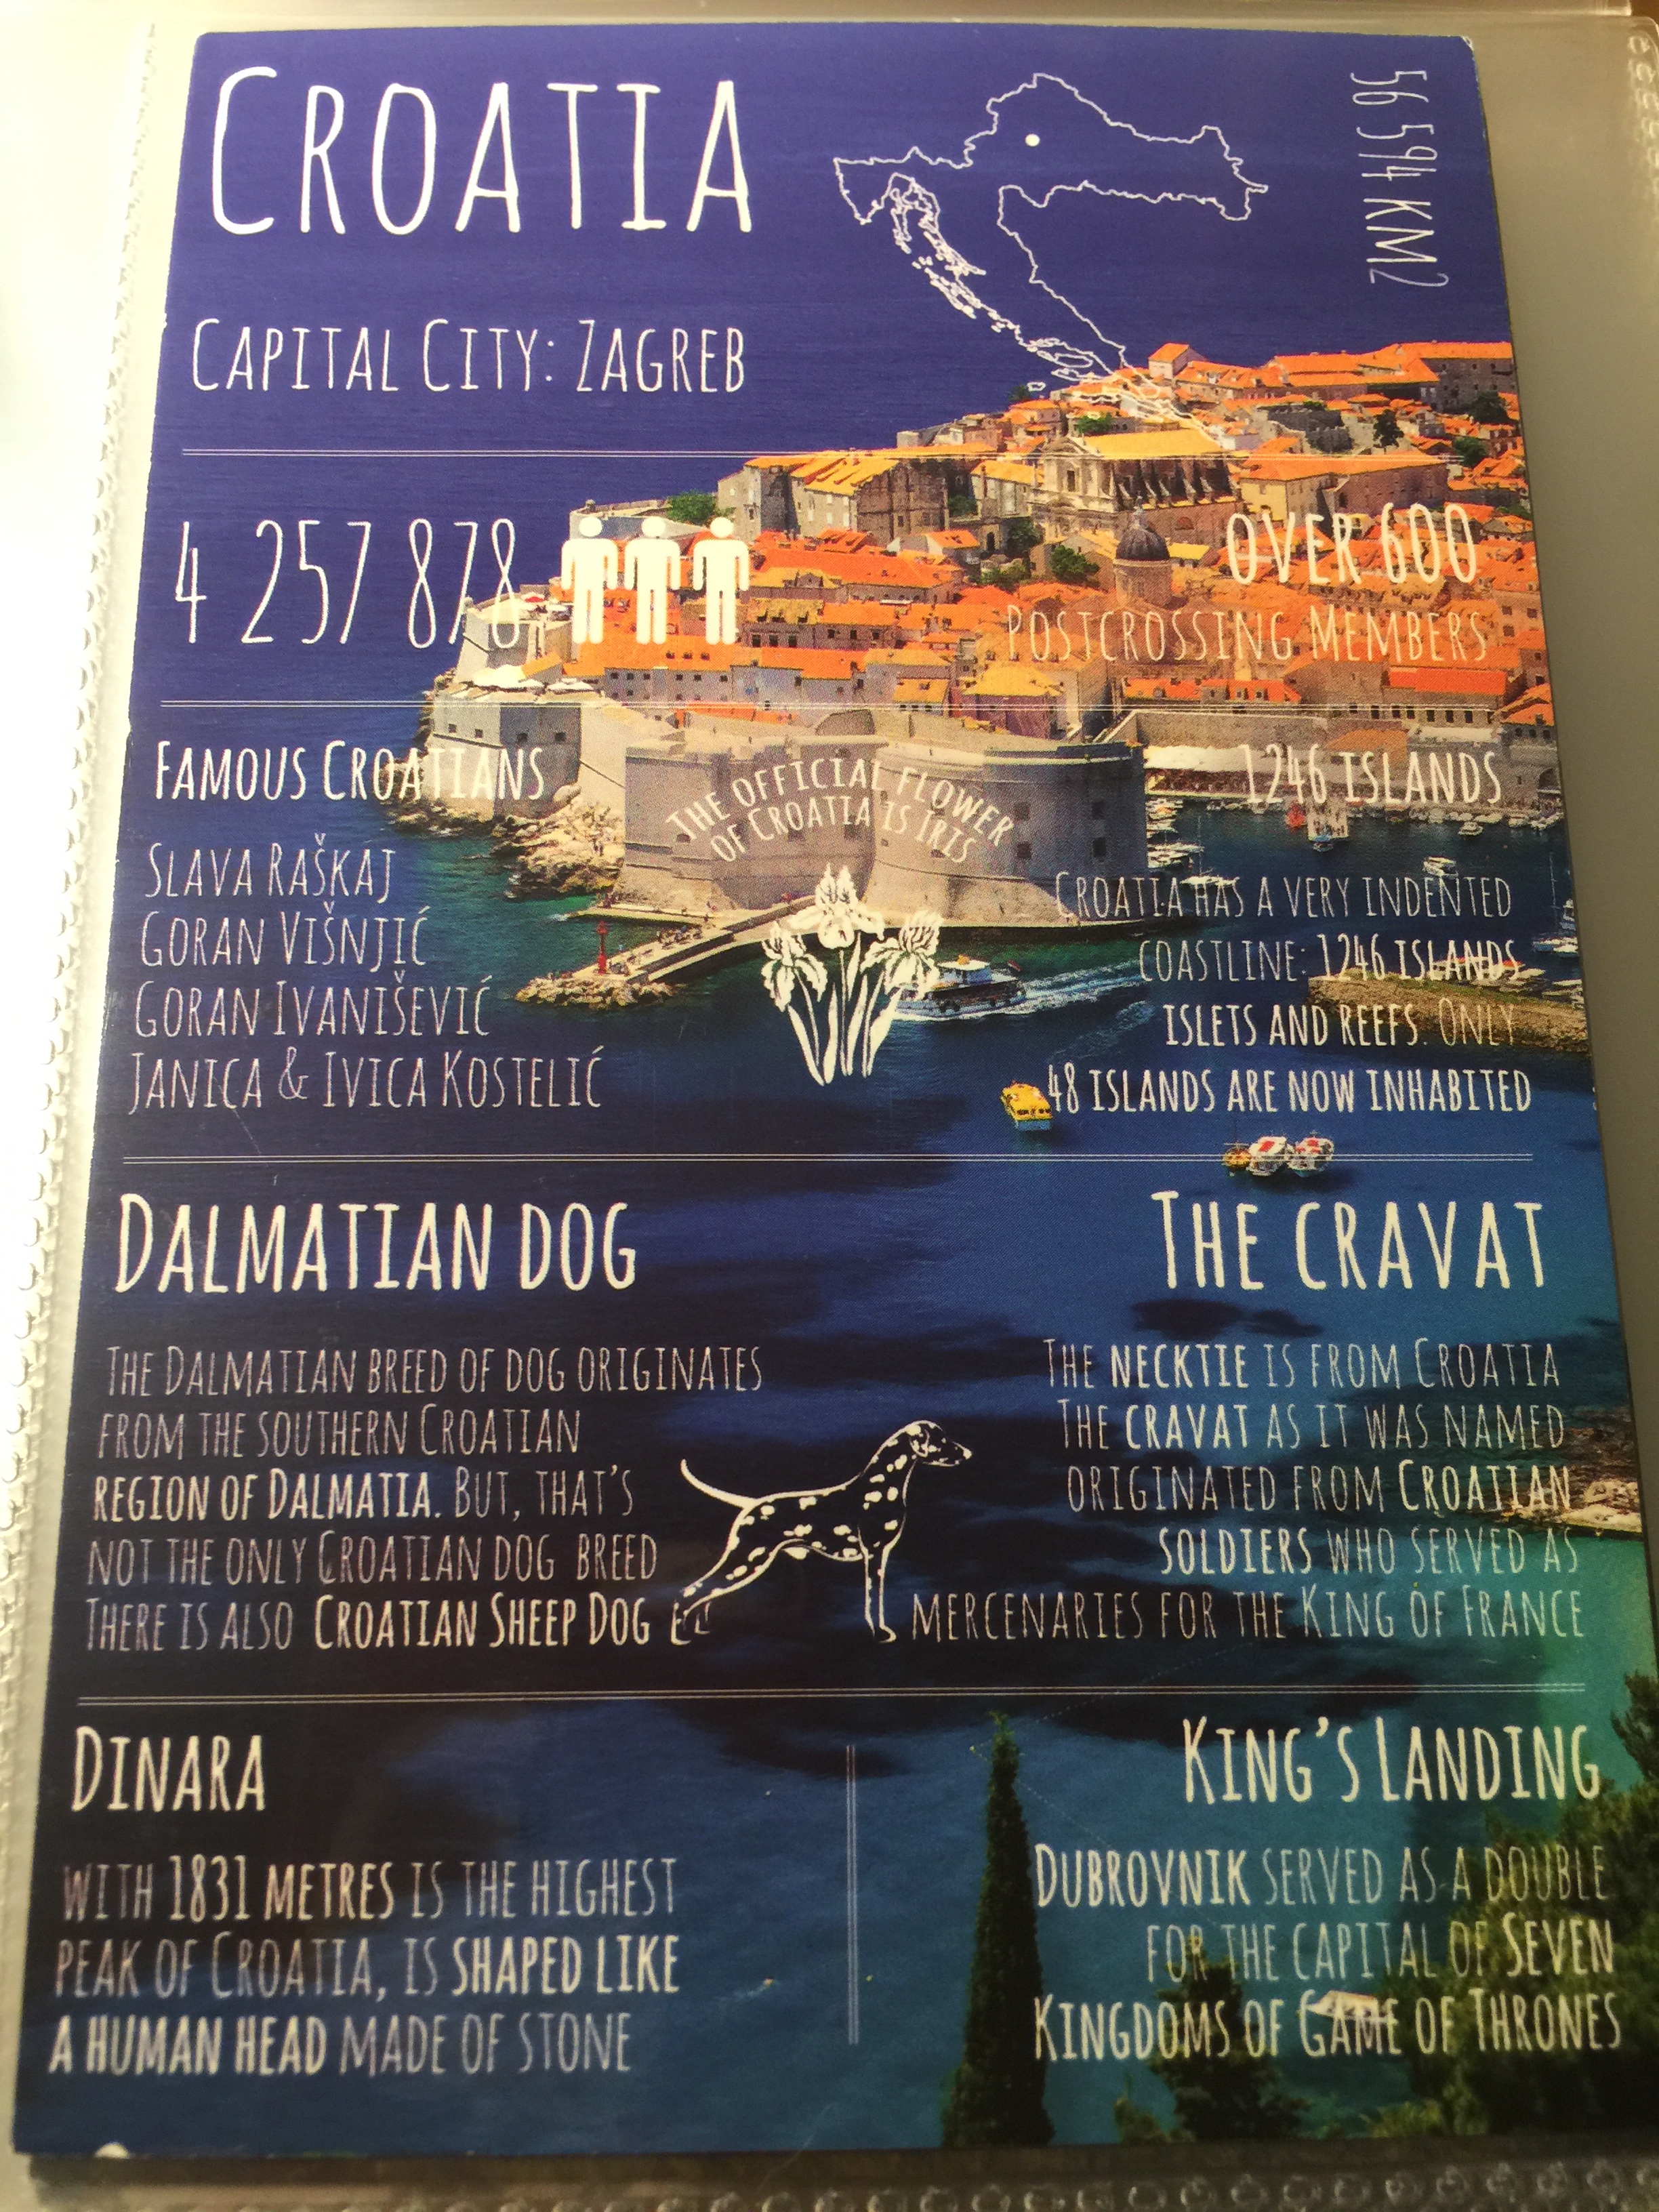 CROATIA
56 594 KM2
CAPITAL CITY: ZAGREB
4 257 878
OVER 600
POSTCROSSING MEMBERS
FAMOUS CROATIANS
SLAVA RAŠKAJ
GORAN VIŠNJIĆ
GORAN IVANIŠEVIĆ
JANICA & IVICA KOSTELIĆ
THE OFFICIAL FLOWER
OF CROATIA IS IRIS
1246 ISLANDS
CROATIA HAS A VERY INDENTED
COASTLINE: 1246 ISLANDS
ISLETS AND REEFS. ONLY
48 ISLANDS ARE NOW INHABITED
DALMATIAN DOG
THE DALMATIAN BREED OF DOG ORIGINATES
FROM THE SOUTHERN CROATIAN
REGION OF DALMATIA. BUT, THAT'S
NOT THE ONLY CROATIAN DOG BREED
THERE IS ALSO CROATIAN SHEEP DOG
THE CRAVAT
THE NECKTIE IS FROM CROATIA
THE CRAVAT AS IT WAS NAMED
ORIGINATED FROM CROATIAN
SOLDIERS WHO SERVED AS
MERCENARIES FOR THE KING OF FRANCE
DINARA
WITH 1831 METRES IS THE HIGHEST
PEAK OF CROATIA, IS SHAPED LIKE
A HUMAN HEAD MADE OF STONE
KING'S LANDING
DUBROVNIK SERVED AS A DOUBLE
FOR THE CAPITAL OF SEVEN
KINGDOMS OF GAME OF THRONES